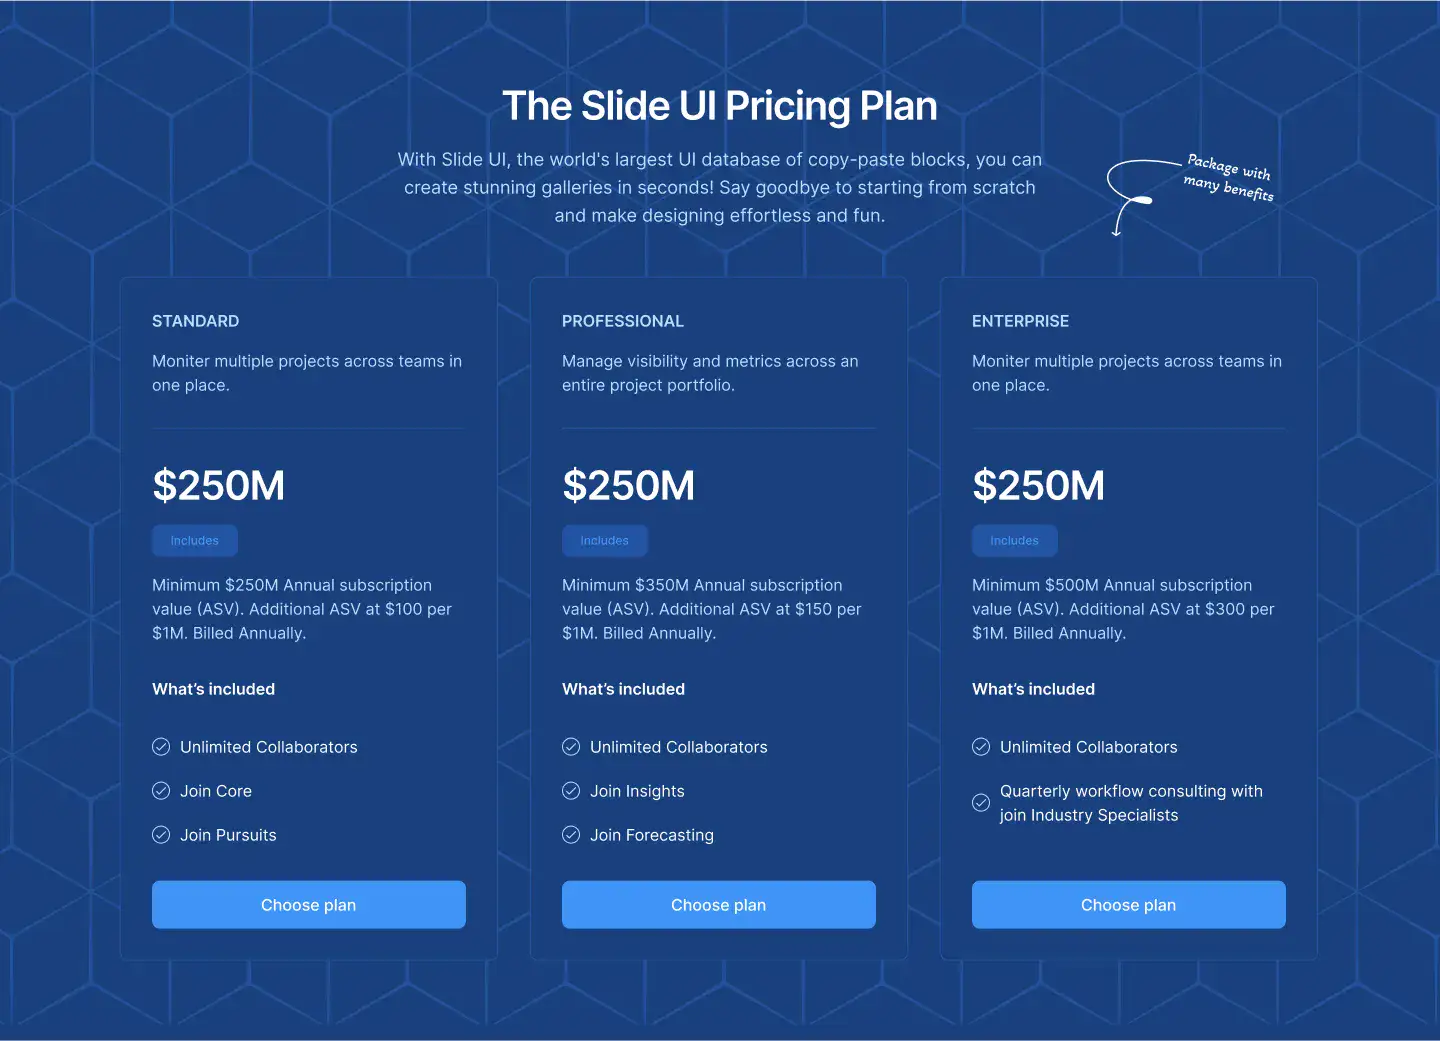 The Slide UI Pricing Plan
With Slide UI, the world's largest UI database of copy-paste blocks, you can
create stunning galleries in seconds! Say goodbye to starting from scratch
and make designing effortless and fun.
Package with
many benefits
STANDARD
Moniter multiple projects across teams in
one place.
$250M
Includes
Minimum $250M Annual subscription
value (ASV). Additional ASV at $100 per
$1M. Billed Annually.
What’s included
Unlimited Collaborators
Join Core
Join Pursuits
Choose plan
PROFESSIONAL
Manage visibility and metrics across an
entire project portfolio.
$250M
Includes
Minimum $350M Annual subscription
value (ASV). Additional ASV at $150 per
$1M. Billed Annually.
What’s included
Unlimited Collaborators
Join Insights
Join Forecasting
Choose plan
ENTERPRISE
Moniter multiple projects across teams in
one place.
$250M
Includes
Minimum $500M Annual subscription
value (ASV). Additional ASV at $300 per
$1M. Billed Annually.
What’s included
Unlimited Collaborators
Quarterly workflow consulting with
join Industry Specialists
Choose plan